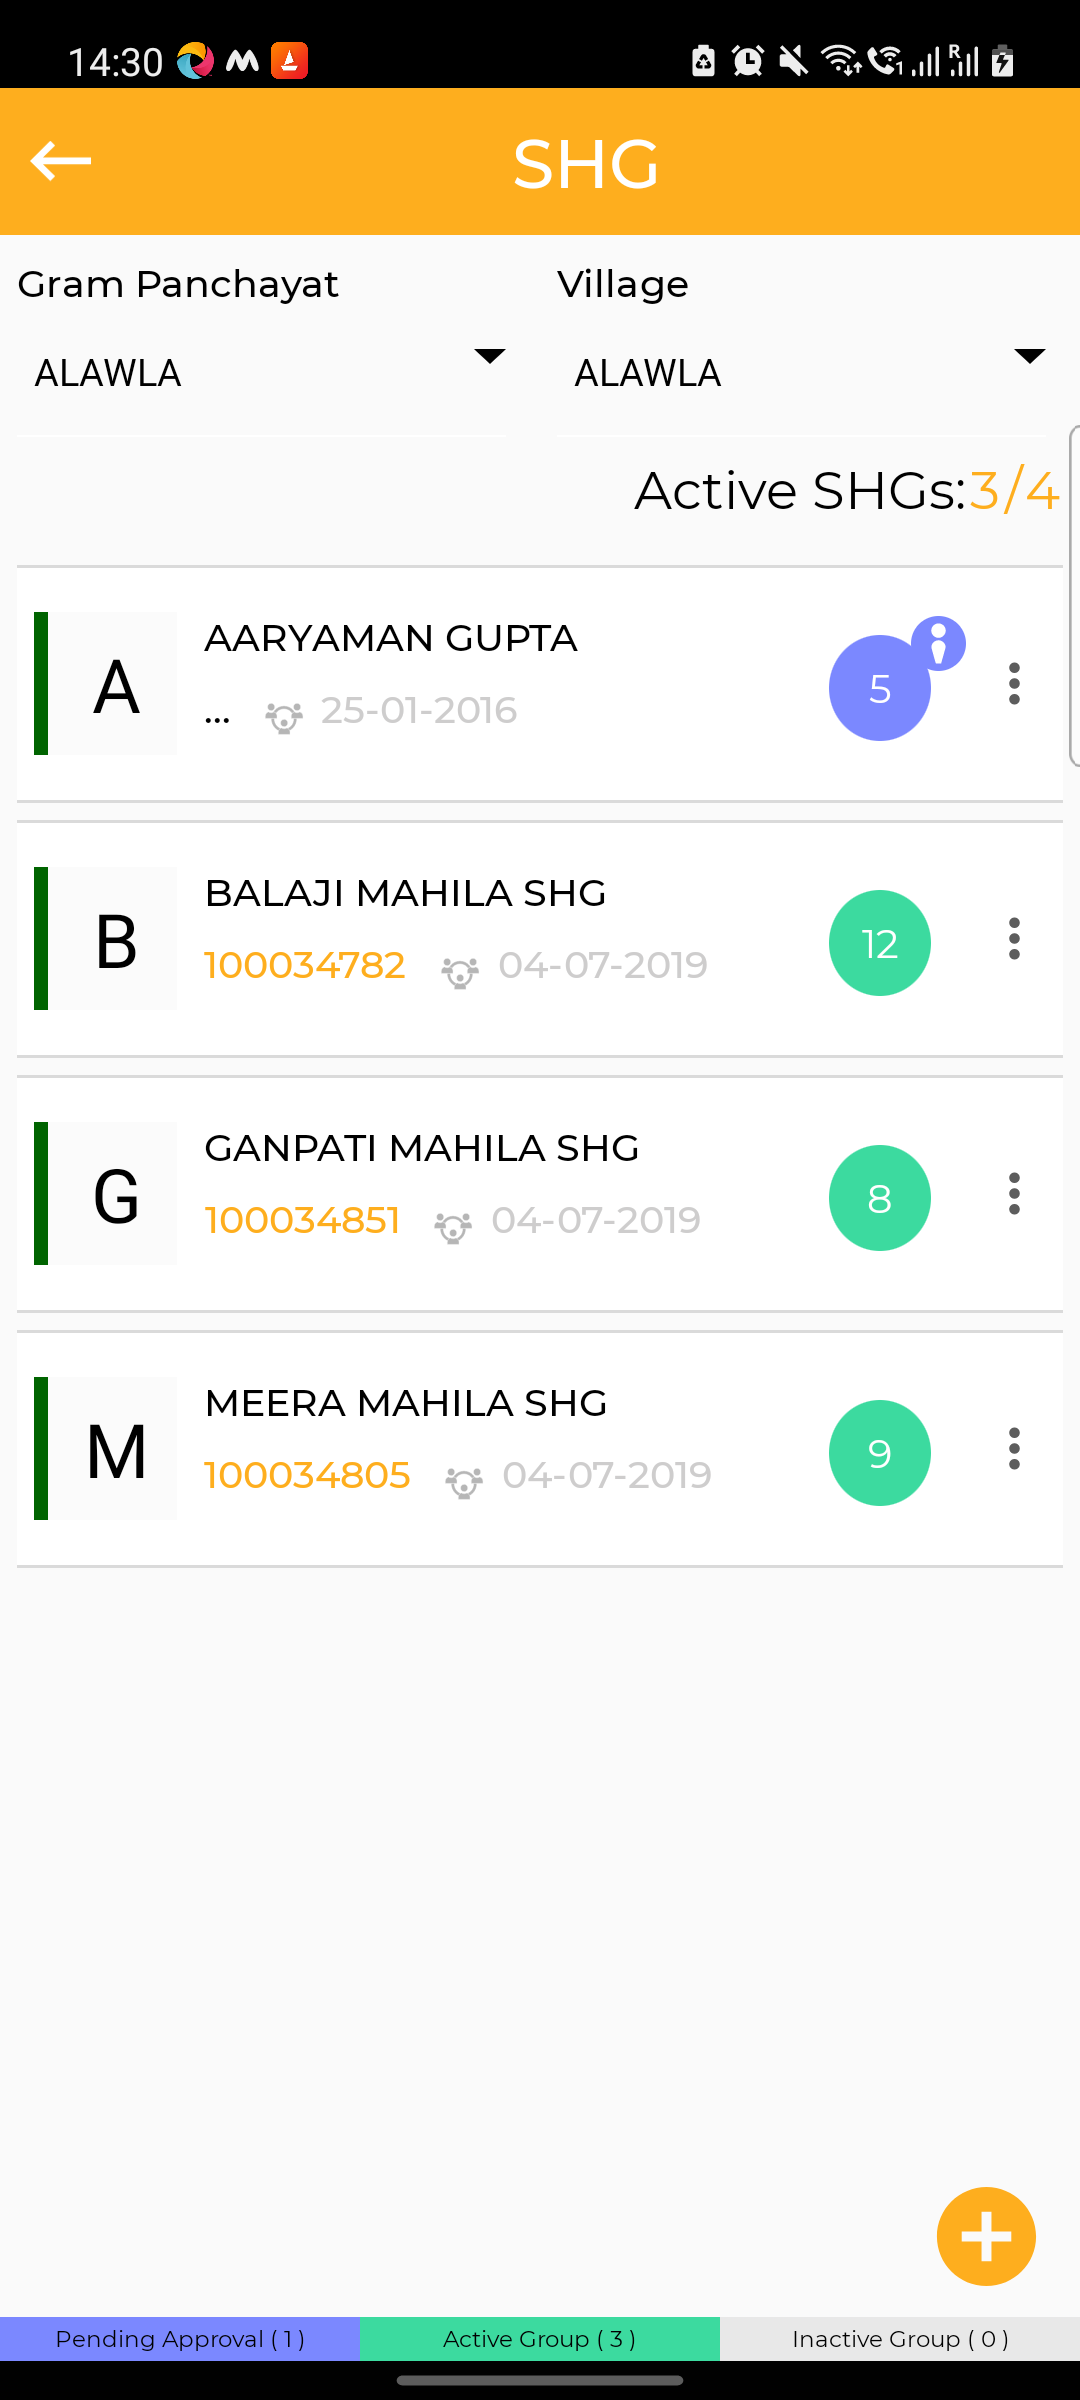 14:30
SHG
Gram Panchayat Village
ALAWLA ALAWLA
Active SHGs:3/4
A AARYAMAN GUPTA 5
... 25-01-2016
B BALAJI MAHILA SHG 12
100034782 04-07-2019
G GANPATI MAHILA SHG 8
100034851 04-07-2019
M MEERA MAHILA SHG 9
100034805 04-07-2019
Pending Approval ( 1 ) Active Group ( 3 ) Inactive Group ( 0 )